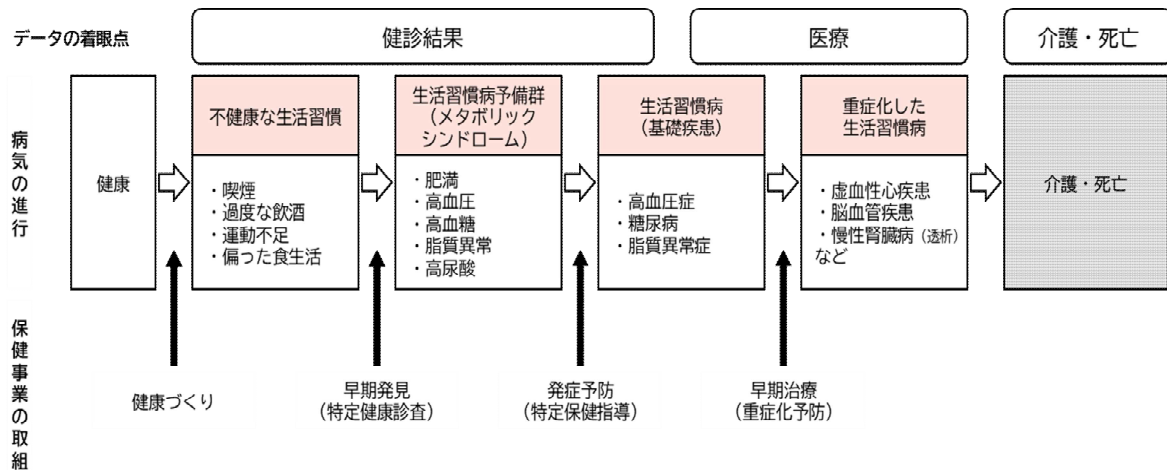 データの着眼点
健診結果
医療
介護・死亡
病気の進行
健康
不健康な生活習慣
・喫煙
・過度な飲酒
・運動不足
・偏った食生活
生活習慣病予備群
（メタボリック
シンドローム）
・肥満
・高血圧
・高血糖
・脂質異常
・高尿酸
生活習慣病
（基礎疾患）
・高血圧症
・糖尿病
・脂質異常症
重症化した
生活習慣病
・虚血性心疾患
・脳血管疾患
・慢性腎臓病（透析）
など
介護・死亡
保健事業の取組
健康づくり
早期発見
（特定健康診査）
発症予防
（特定保健指導）
早期治療
（重症化予防）